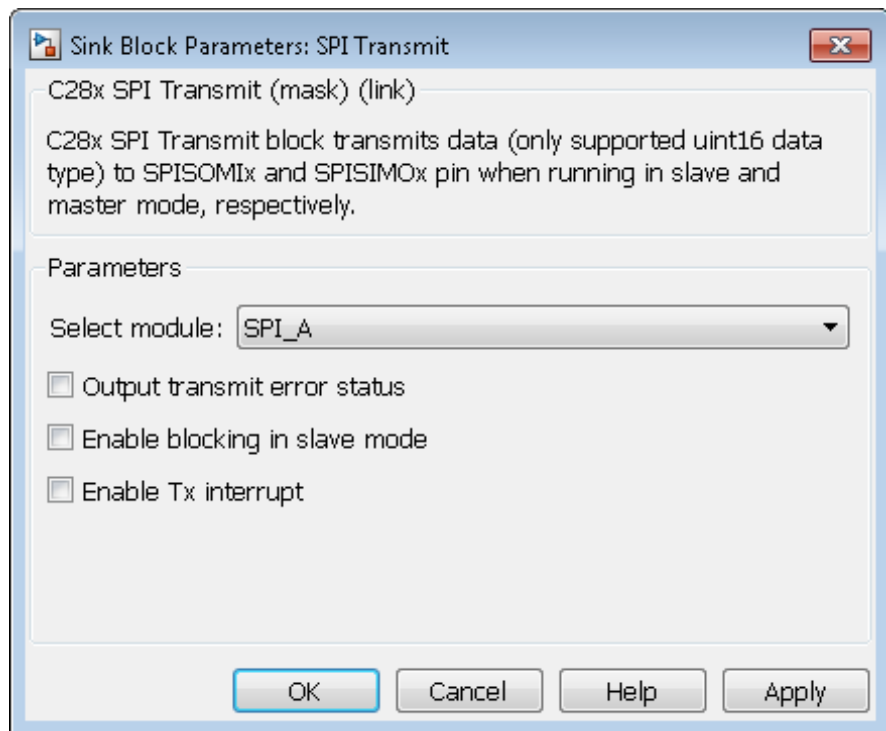 Sink Block Parameters: SPI Transmit
C28x SPI Transmit (mask) (link)
C28x SPI Transmit block transmits data (only supported uint16 data
type) to SPISOMIx and SPISIMOx pin when running in slave and
master mode, respectively.
Parameters
Select module: SPI_A
Output transmit error status
Enable blocking in slave mode
Enable Tx interrupt
OK Cancel Help Apply